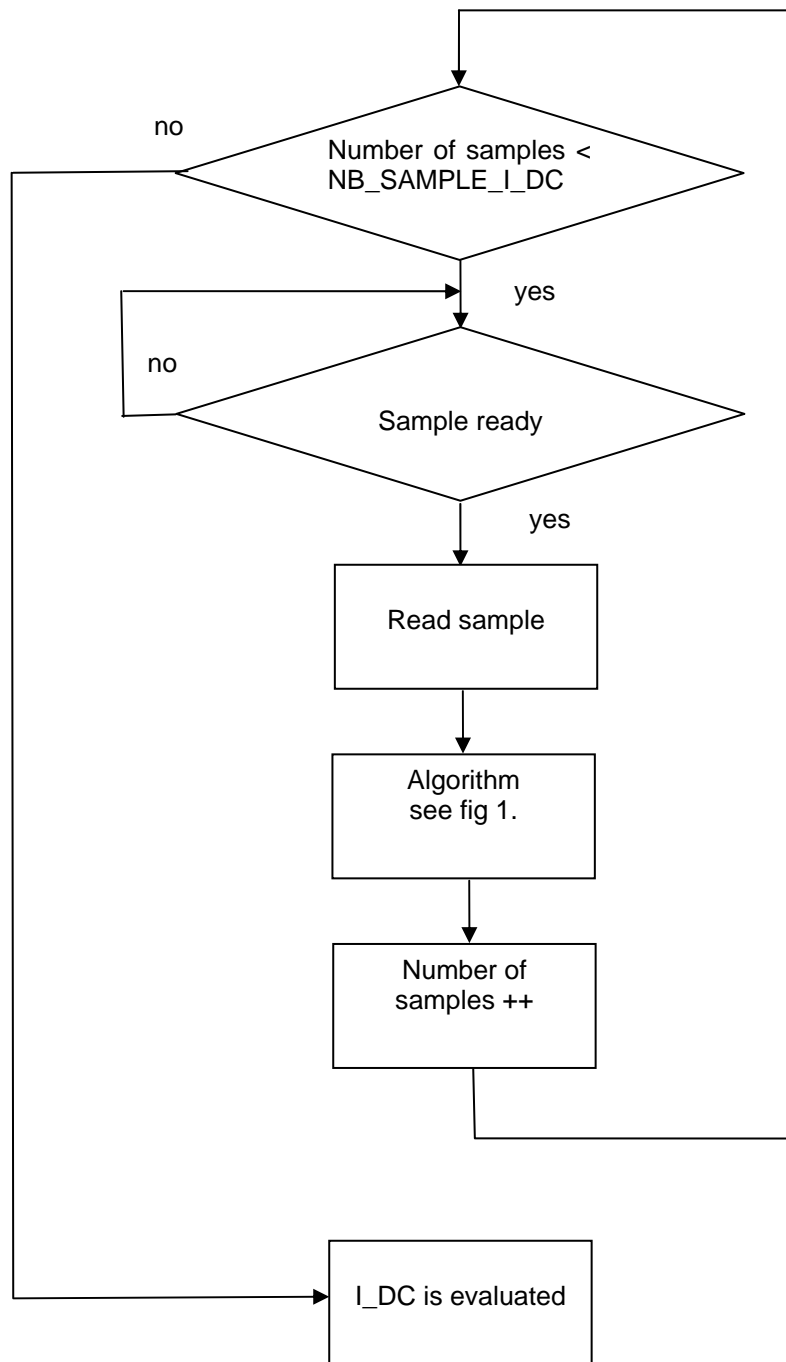 no
Number of samples <
NB_SAMPLE_I_DC
yes
no
Sample ready
yes
Read sample
Algorithm
see fig 1.
Number of
samples ++
I_DC is evaluated